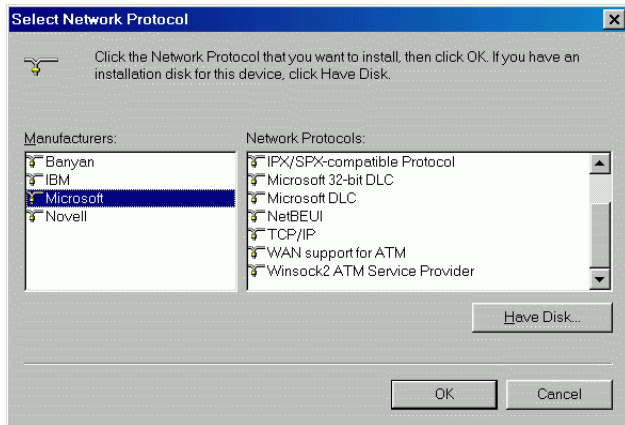 Select Network Protocol
Click the Network Protocol that you want to install, then click OK. If you have an
installation disk for this device, click Have Disk.
Manufacturers:
Banyan
IBM
Microsoft
Novell
Network Protocols:
IPX/SPX-compatible Protocol
Microsoft 32-bit DLC
Microsoft DLC
NetBEUI
TCP/IP
WAN support for ATM
Winsock2 ATM Service Provider
Have Disk...
OK
Cancel